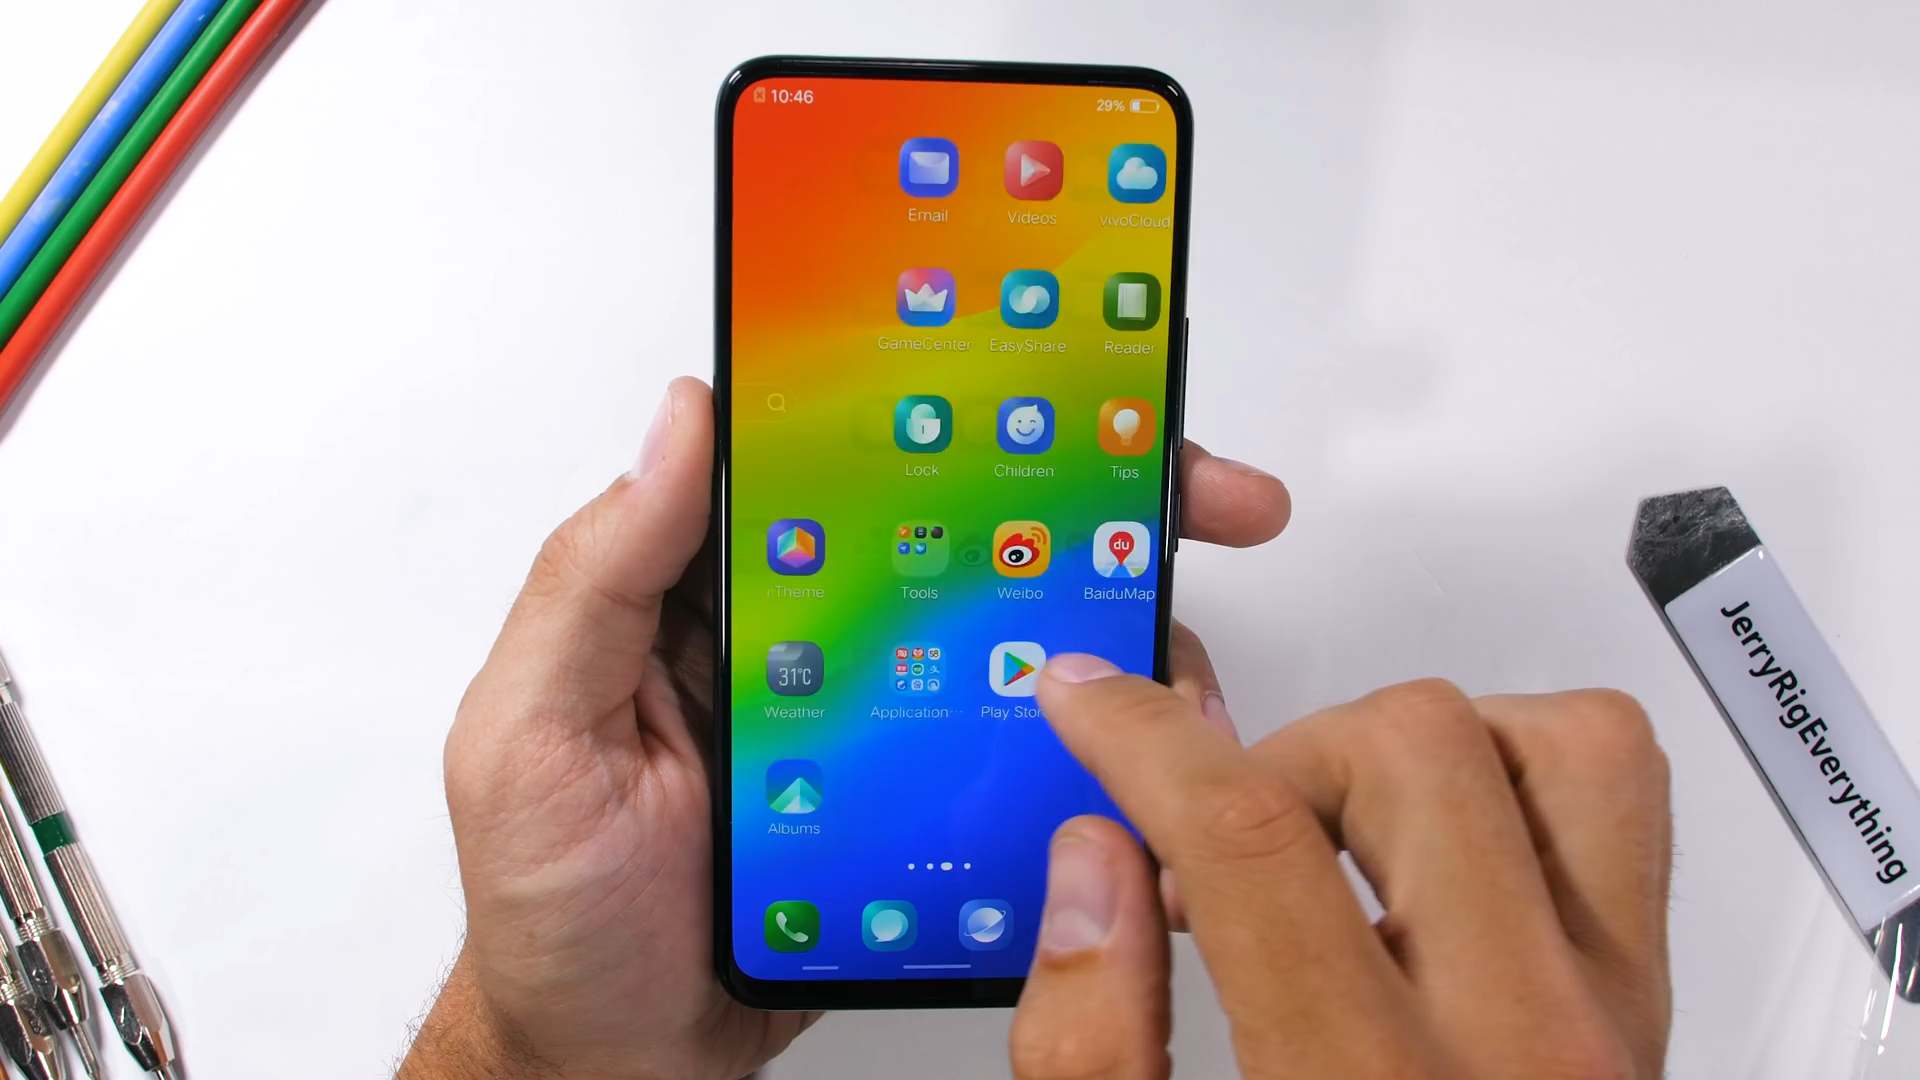 10:46
29%
Email
Videos
vivoCloud
GameCenter
EasyShare
Reader
Lock
Children
Tips
i Theme
Tools
Weibo
du
BaiduMap
31°C
Weather
Application...
Play Stor
Albums
JerryRigEverything